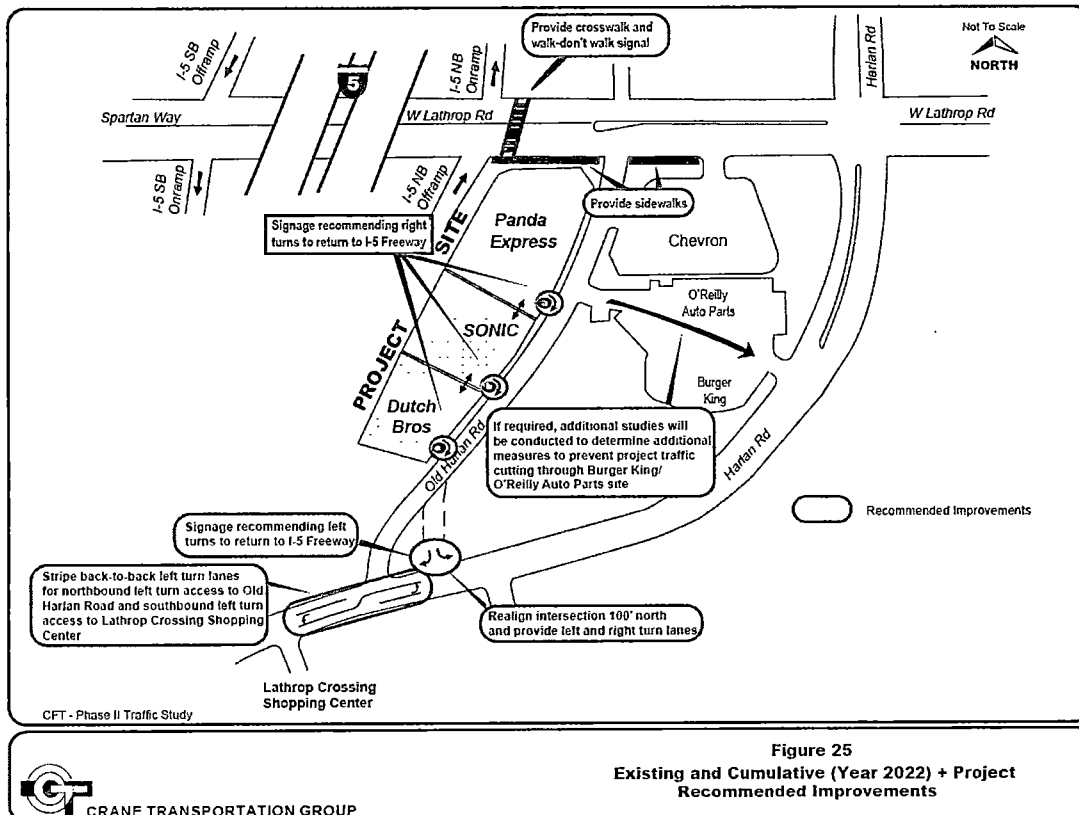 Provide crosswalk and
walk-don't walk signal
Not To Scale
NORTH
I-5 SB
Offramp
5
I-5 NB
Onramp
Harlan Rd
Spartan Way
W Lathrop Rd
W Lathrop Rd
I-5 SB
Onramp
I-5 NB
Offramp
Provide sidewalks
Signage recommending right
turns to return to I-5 Freeway
PROJECT SITE
Panda
Express
Chevron
O'Reilly
Auto Parts
SONIC
Burger
King
Dutch
Bros
Old Harlan Rd
Harlan Rd
If required, additional studies will
be conducted to determine additional
measures to prevent project traffic
cutting through Burger King/
O'Reilly Auto Parts site
Recommended Improvements
Signage recommending left
turns to return to I-5 Freeway
Stripe back-to-back left turn lanes
for northbound left turn access to Old
Harlan Road and southbound left turn
access to Lathrop Crossing Shopping
Center
Realign intersection 100' north
and provide left and right turn lanes
Lathrop Crossing
Shopping Center
CFT - Phase II Traffic Study
Figure 25
Existing and Cumulative (Year 2022) + Project
Recommended Improvements
CRANE TRANSPORTATION GROUP